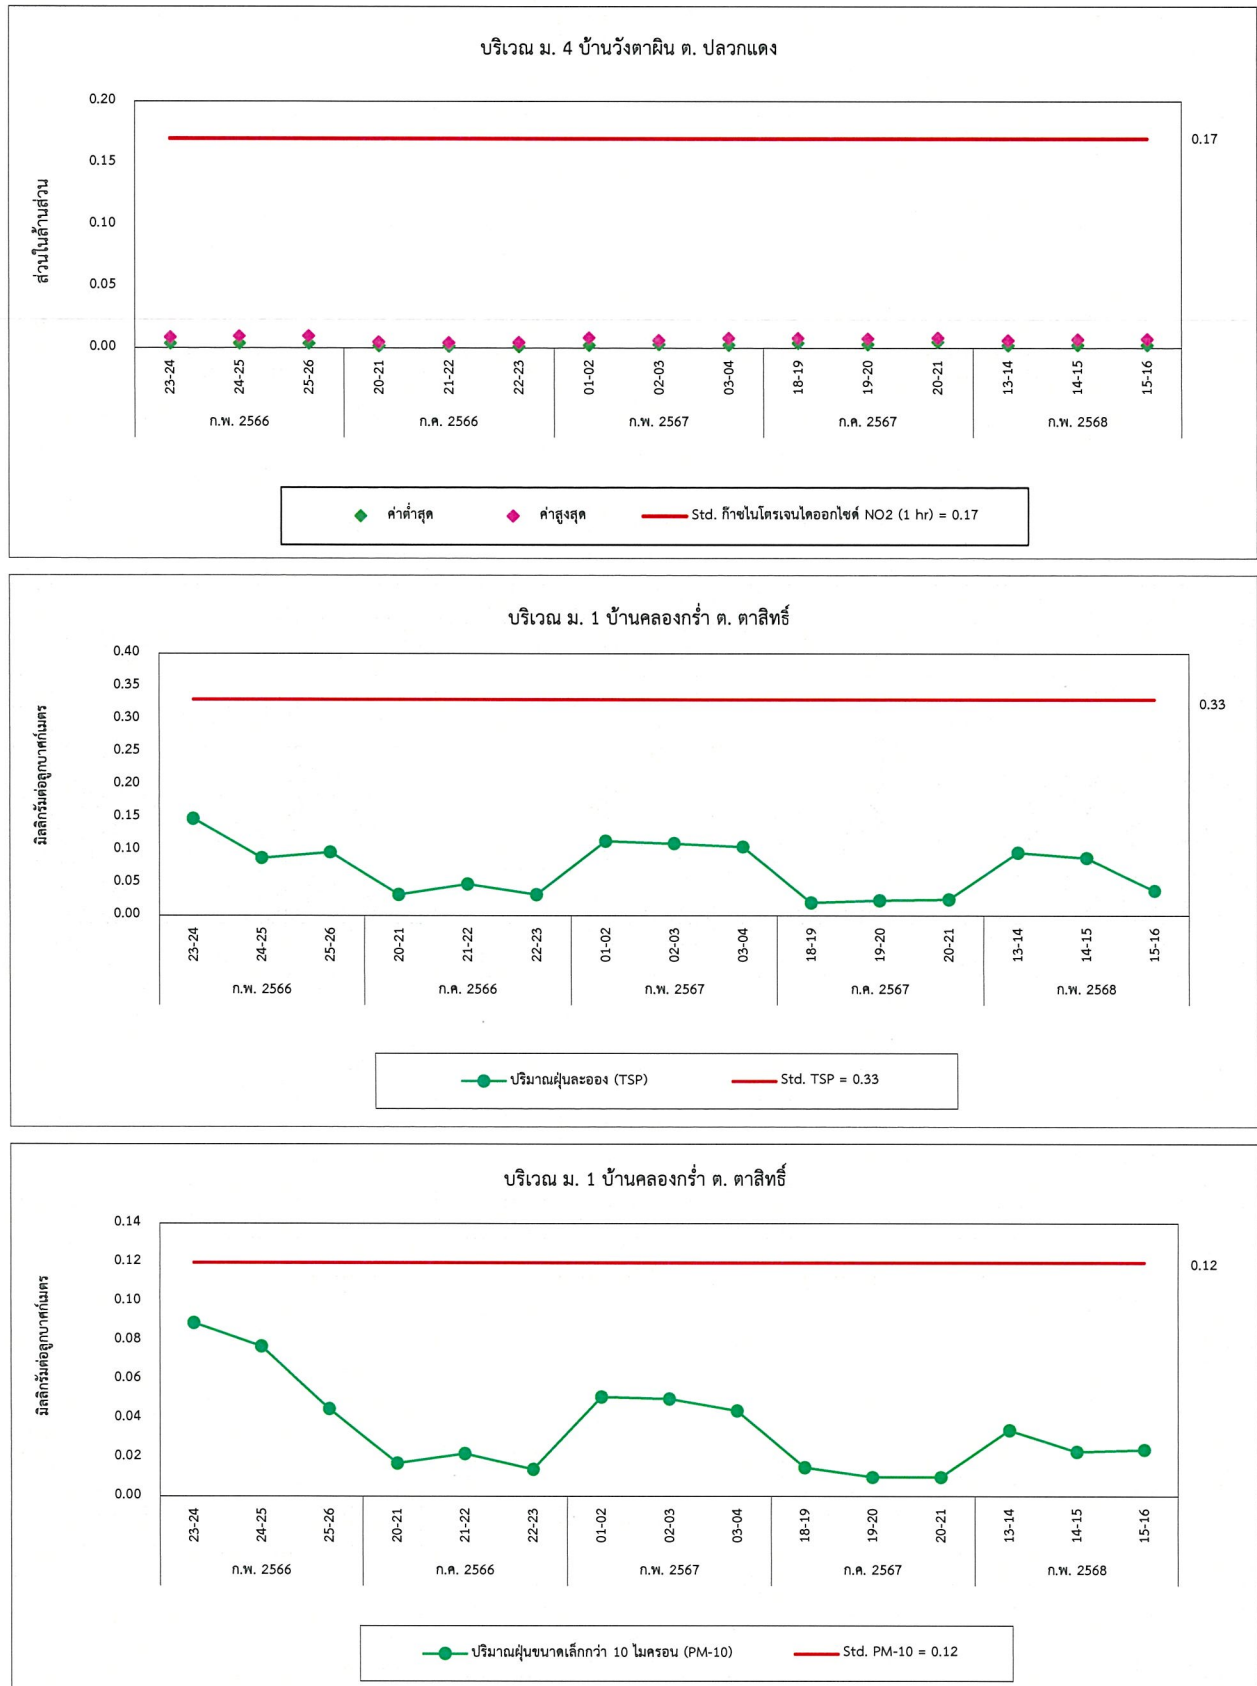 บริเวณ ม. 4 บ้านวังตาผิน ต. ปลวกแดง
ส่วนในล้านส่วน
0.20
0.15
0.10
0.05
0.00
0.17
23-24 24-25 25-26 20-21 21-22 22-23 01-02 02-03 03-04 18-19 19-20 20-21 13-14 14-15 15-16
ก.พ. 2566 ก.ค. 2566 ก.พ. 2567 ก.ค. 2567 ก.พ. 2568
ค่าต่ำสุด ค่าสูงสุด Std. ก๊าซไนโตรเจนไดออกไซด์ NO2 (1 hr) = 0.17
บริเวณ ม. 1 บ้านคลองกร่ำ ต. ตาสิทธิ์
มิลลิกรัมต่อลูกบาศก์เมตร
0.40
0.35
0.30
0.25
0.20
0.15
0.10
0.05
0.00
0.33
23-24 24-25 25-26 20-21 21-22 22-23 01-02 02-03 03-04 18-19 19-20 20-21 13-14 14-15 15-16
ก.พ. 2566 ก.ค. 2566 ก.พ. 2567 ก.ค. 2567 ก.พ. 2568
ปริมาณฝุ่นละออง (TSP) Std. TSP = 0.33
บริเวณ ม. 1 บ้านคลองกร่ำ ต. ตาสิทธิ์
มิลลิกรัมต่อลูกบาศก์เมตร
0.14
0.12
0.10
0.08
0.06
0.04
0.02
0.00
0.12
23-24 24-25 25-26 20-21 21-22 22-23 01-02 02-03 03-04 18-19 19-20 20-21 13-14 14-15 15-16
ก.พ. 2566 ก.ค. 2566 ก.พ. 2567 ก.ค. 2567 ก.พ. 2568
ปริมาณฝุ่นขนาดเล็กกว่า 10 ไมครอน (PM-10) Std. PM-10 = 0.12